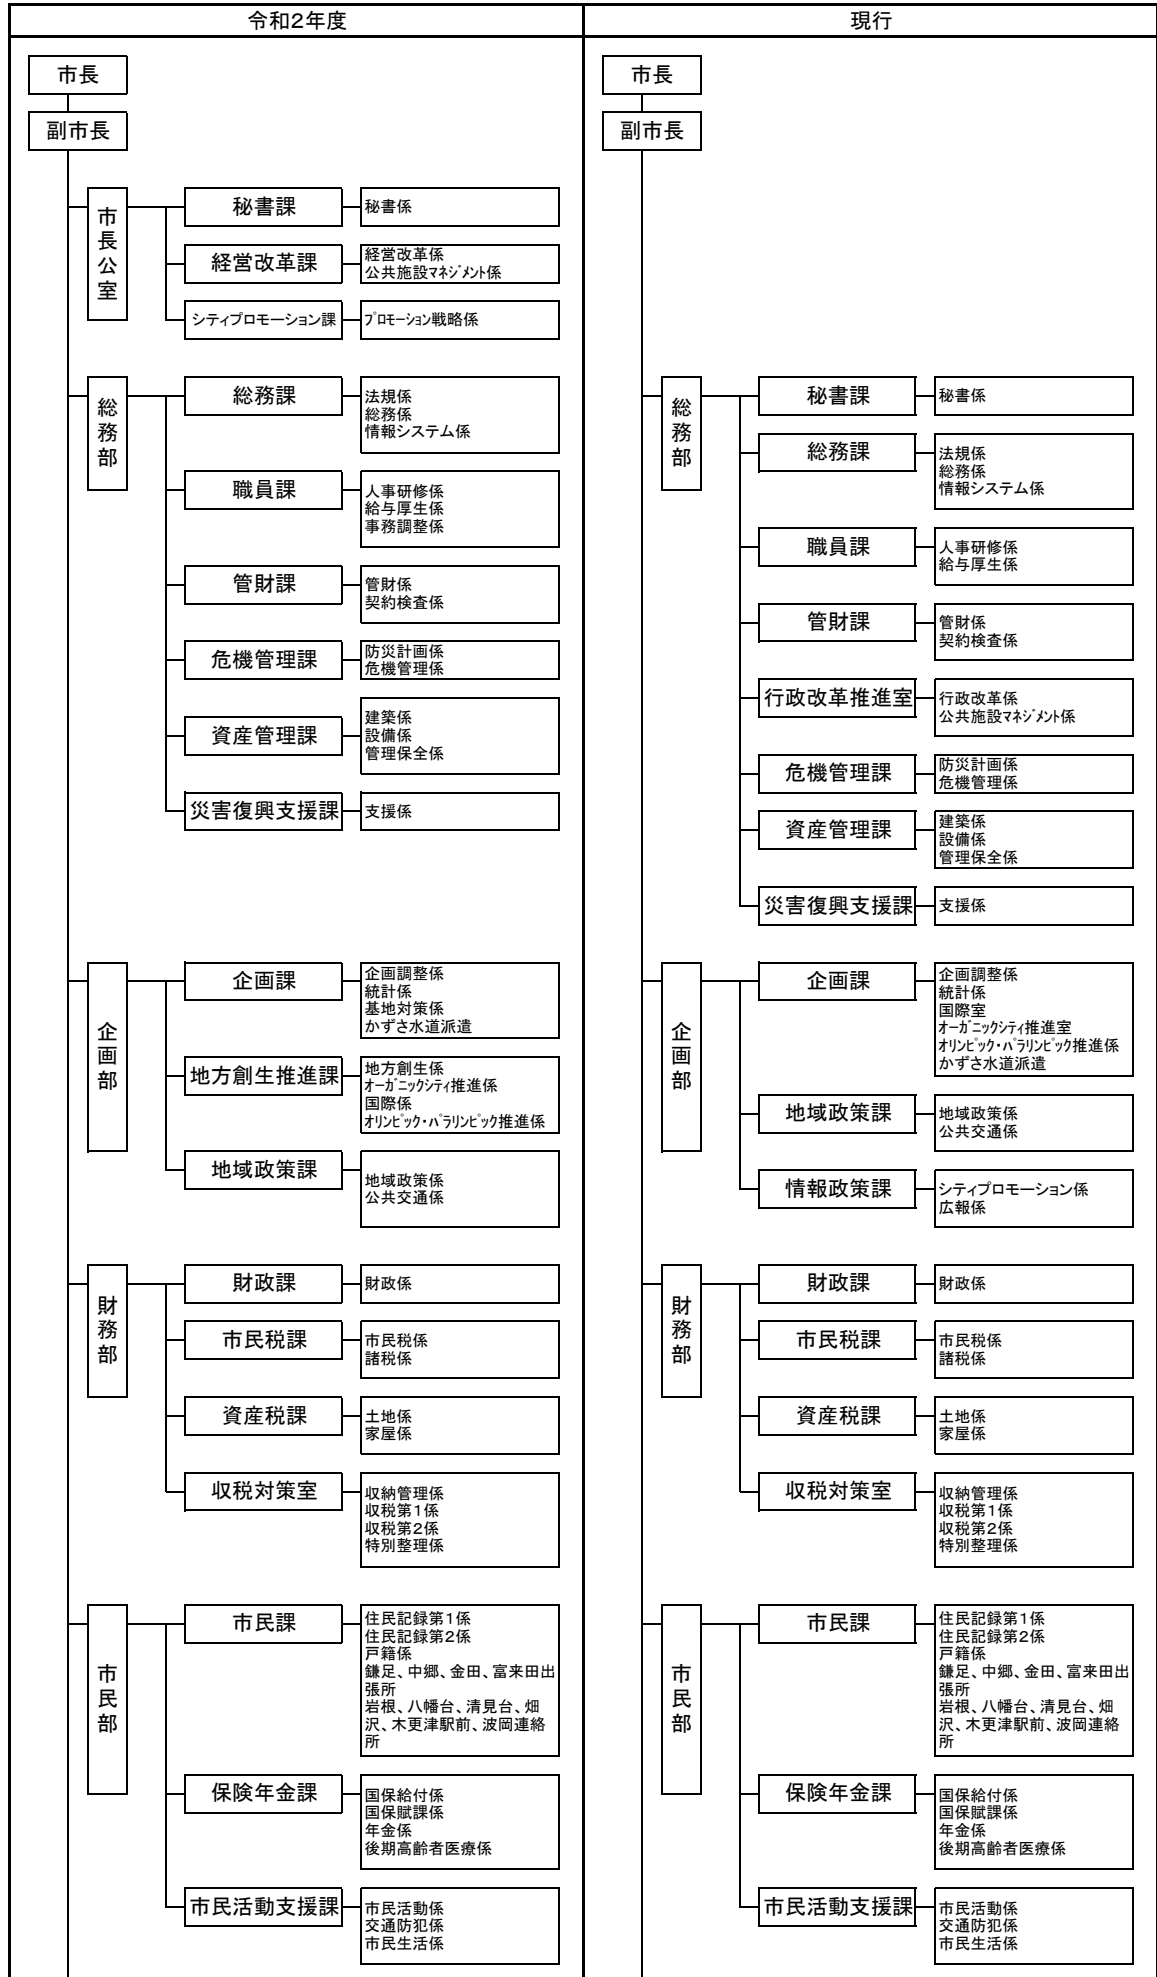 令和2年度
市長
副市長
市長公室
秘書課
秘書係
経営改革課
経営改革係
公共施設マネジメント係
シティプロモーション課
プロモーション戦略係
総務部
総務課
法規係
総務係
情報システム係
職員課
人事研修係
給与厚生係
事務調整係
管財課
管財係
契約検査係
危機管理課
防災計画係
危機管理係
資産管理課
建築係
設備係
管理保全係
災害復興支援課
支援係
企画部
企画課
企画調整係
統計係
基地対策係
かずさ水道派遣
地方創生推進課
地方創生係
オーガニックシティ推進係
国際係
オリンピック・パラリンピック推進係
地域政策課
地域政策係
公共交通係
財務部
財政課
財政係
市民税課
市民税係
諸税係
資産税課
土地係
家屋係
収税対策室
収納管理係
収税第1係
収税第2係
特別整理係
市民部
市民課
住民記録第1係
住民記録第2係
戸籍係
鎌足、中郷、金田、富来田出
張所
岩根、八幡台、清見台、畑
沢、木更津駅前、波岡連絡
所
保険年金課
国保給付係
国保賦課係
年金係
後期高齢者医療係
市民活動支援課
市民活動係
交通防犯係
市民生活係
現行
市長
副市長
総務部
秘書課
秘書係
総務課
法規係
総務係
情報システム係
職員課
人事研修係
給与厚生係
管財課
管財係
契約検査係
行政改革推進室
行政改革係
公共施設マネジメント係
危機管理課
防災計画係
危機管理係
資産管理課
建築係
設備係
管理保全係
災害復興支援課
支援係
企画部
企画課
企画調整係
統計係
国際室
オーガニックシティ推進室
オリンピック・パラリンピック推進係
かずさ水道派遣
地域政策課
地域政策係
公共交通係
情報政策課
シティプロモーション係
広報係
財務部
財政課
財政係
市民税課
市民税係
諸税係
資産税課
土地係
家屋係
収税対策室
収納管理係
収税第1係
収税第2係
特別整理係
市民部
市民課
住民記録第1係
住民記録第2係
戸籍係
鎌足、中郷、金田、富来田出
張所
岩根、八幡台、清見台、畑
沢、木更津駅前、波岡連絡
所
保険年金課
国保給付係
国保賦課係
年金係
後期高齢者医療係
市民活動支援課
市民活動係
交通防犯係
市民生活係